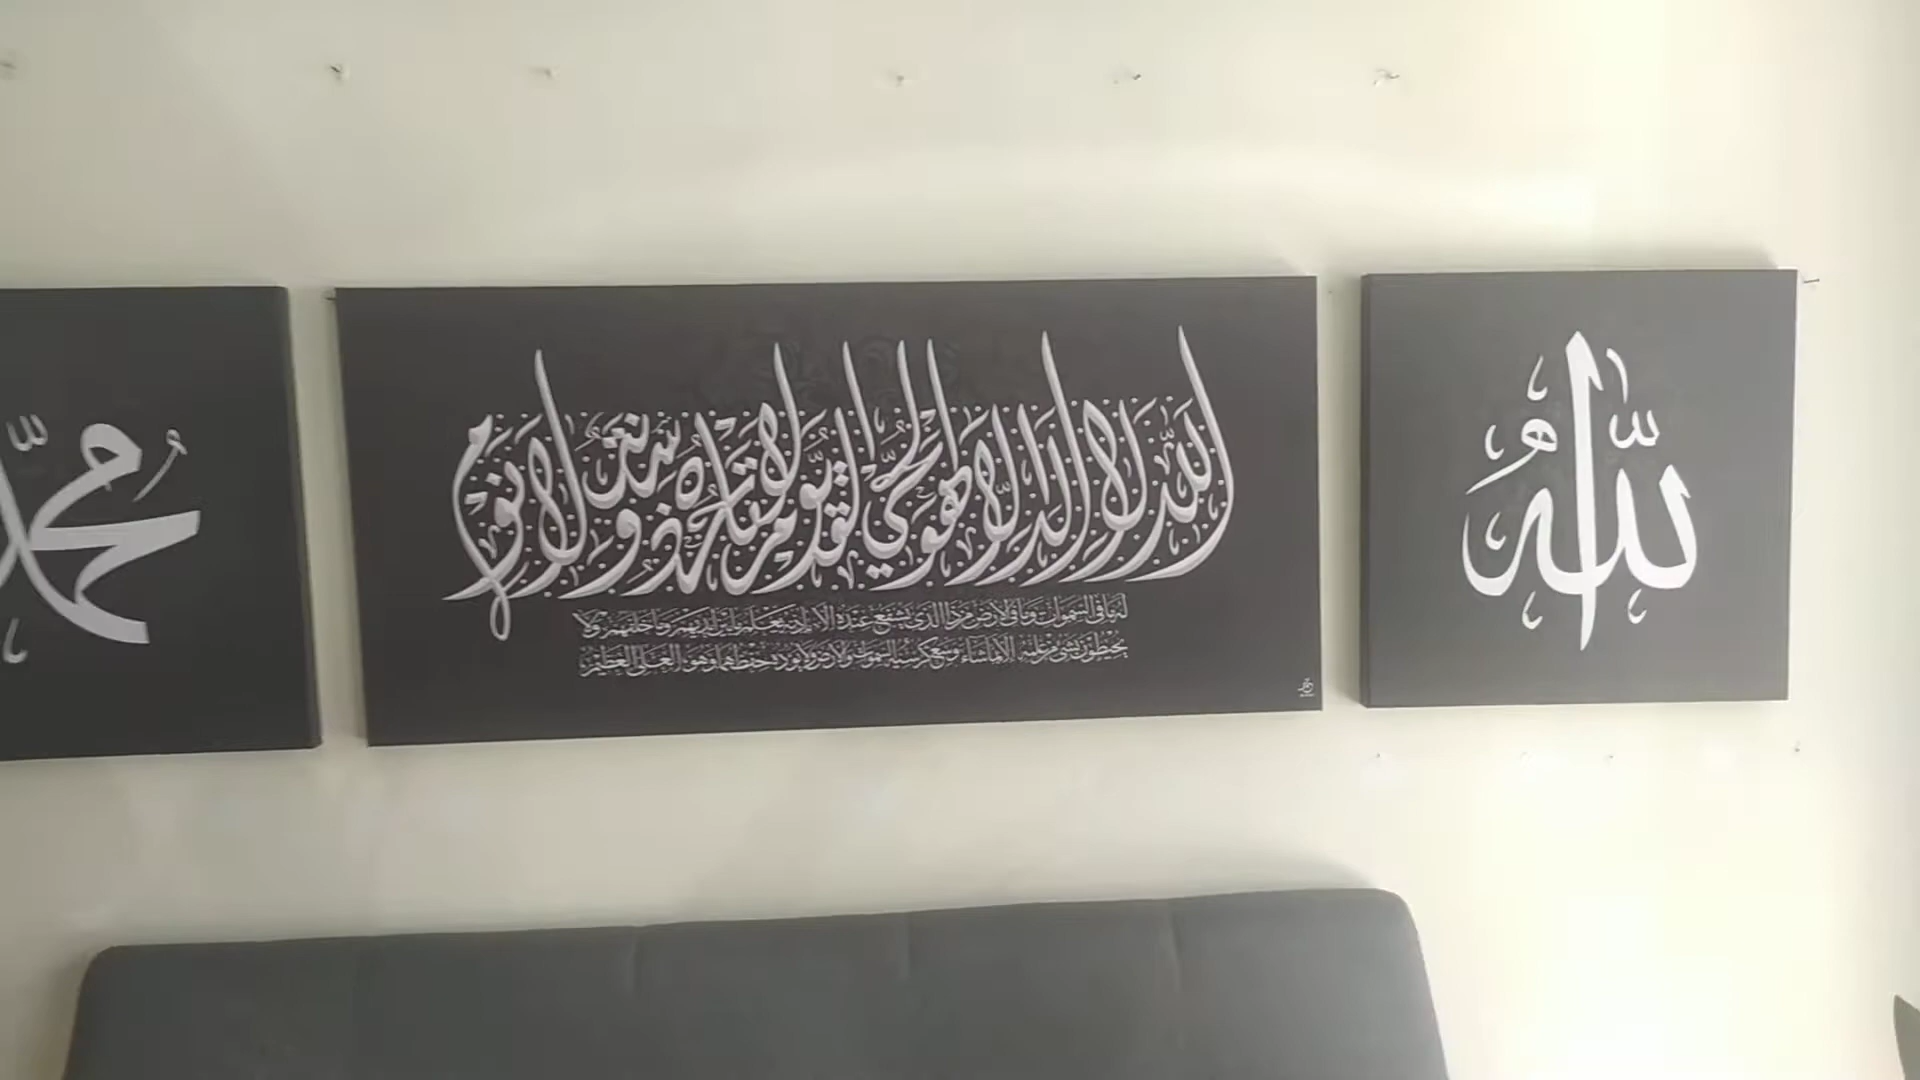 الله
الله لا إله إلا هو الحي القيوم لا تأخذه سنة ولا نوم
له ما في السموات وما في الأرض من ذا الذي يشفع عنده إلا بإذنه يعلم ما بين أيديهم وما خلفهم ولا
يحيطون بشيء من علمه إلا بما شاء وسع كرسيه السموات والأرض ولا يؤده حفظهما وهو العلي العظيم
محمد